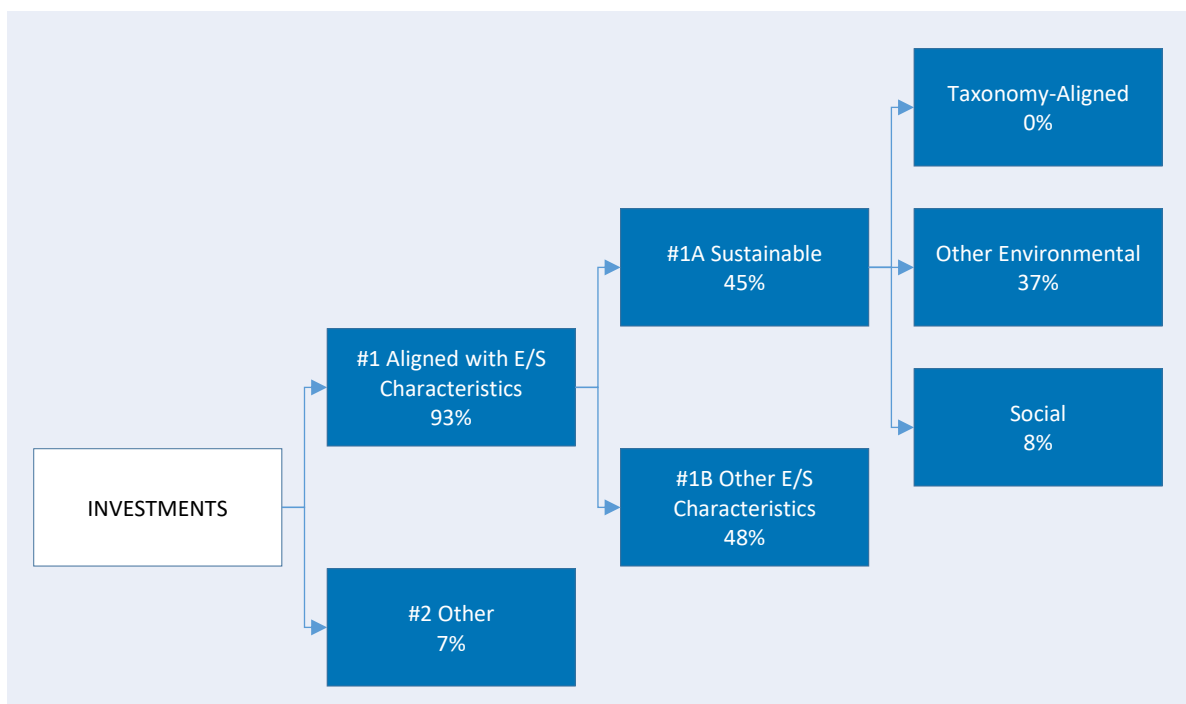 INVESTMENTS
#1 Aligned with E/S
Characteristics
93%
#2 Other
7%
#1A Sustainable
45%
#1B Other E/S
Characteristics
48%
Taxonomy-Aligned
0%
Other Environmental
37%
Social
8%